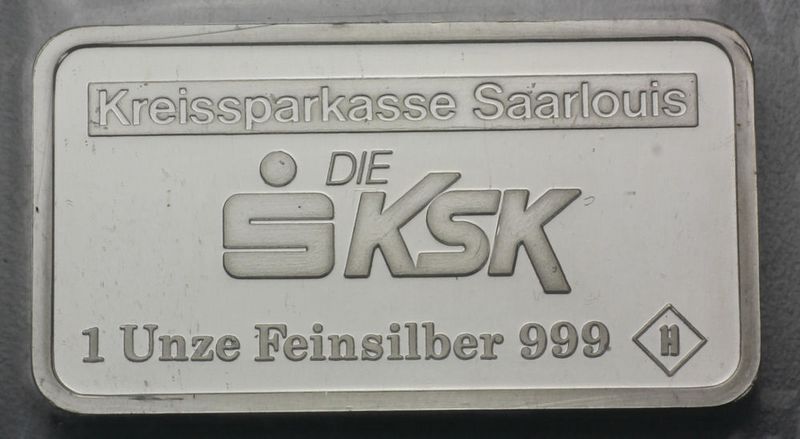 Kreissparkasse Saarlouis
DIE
KSK
1 Unze Feinsilber 999 H